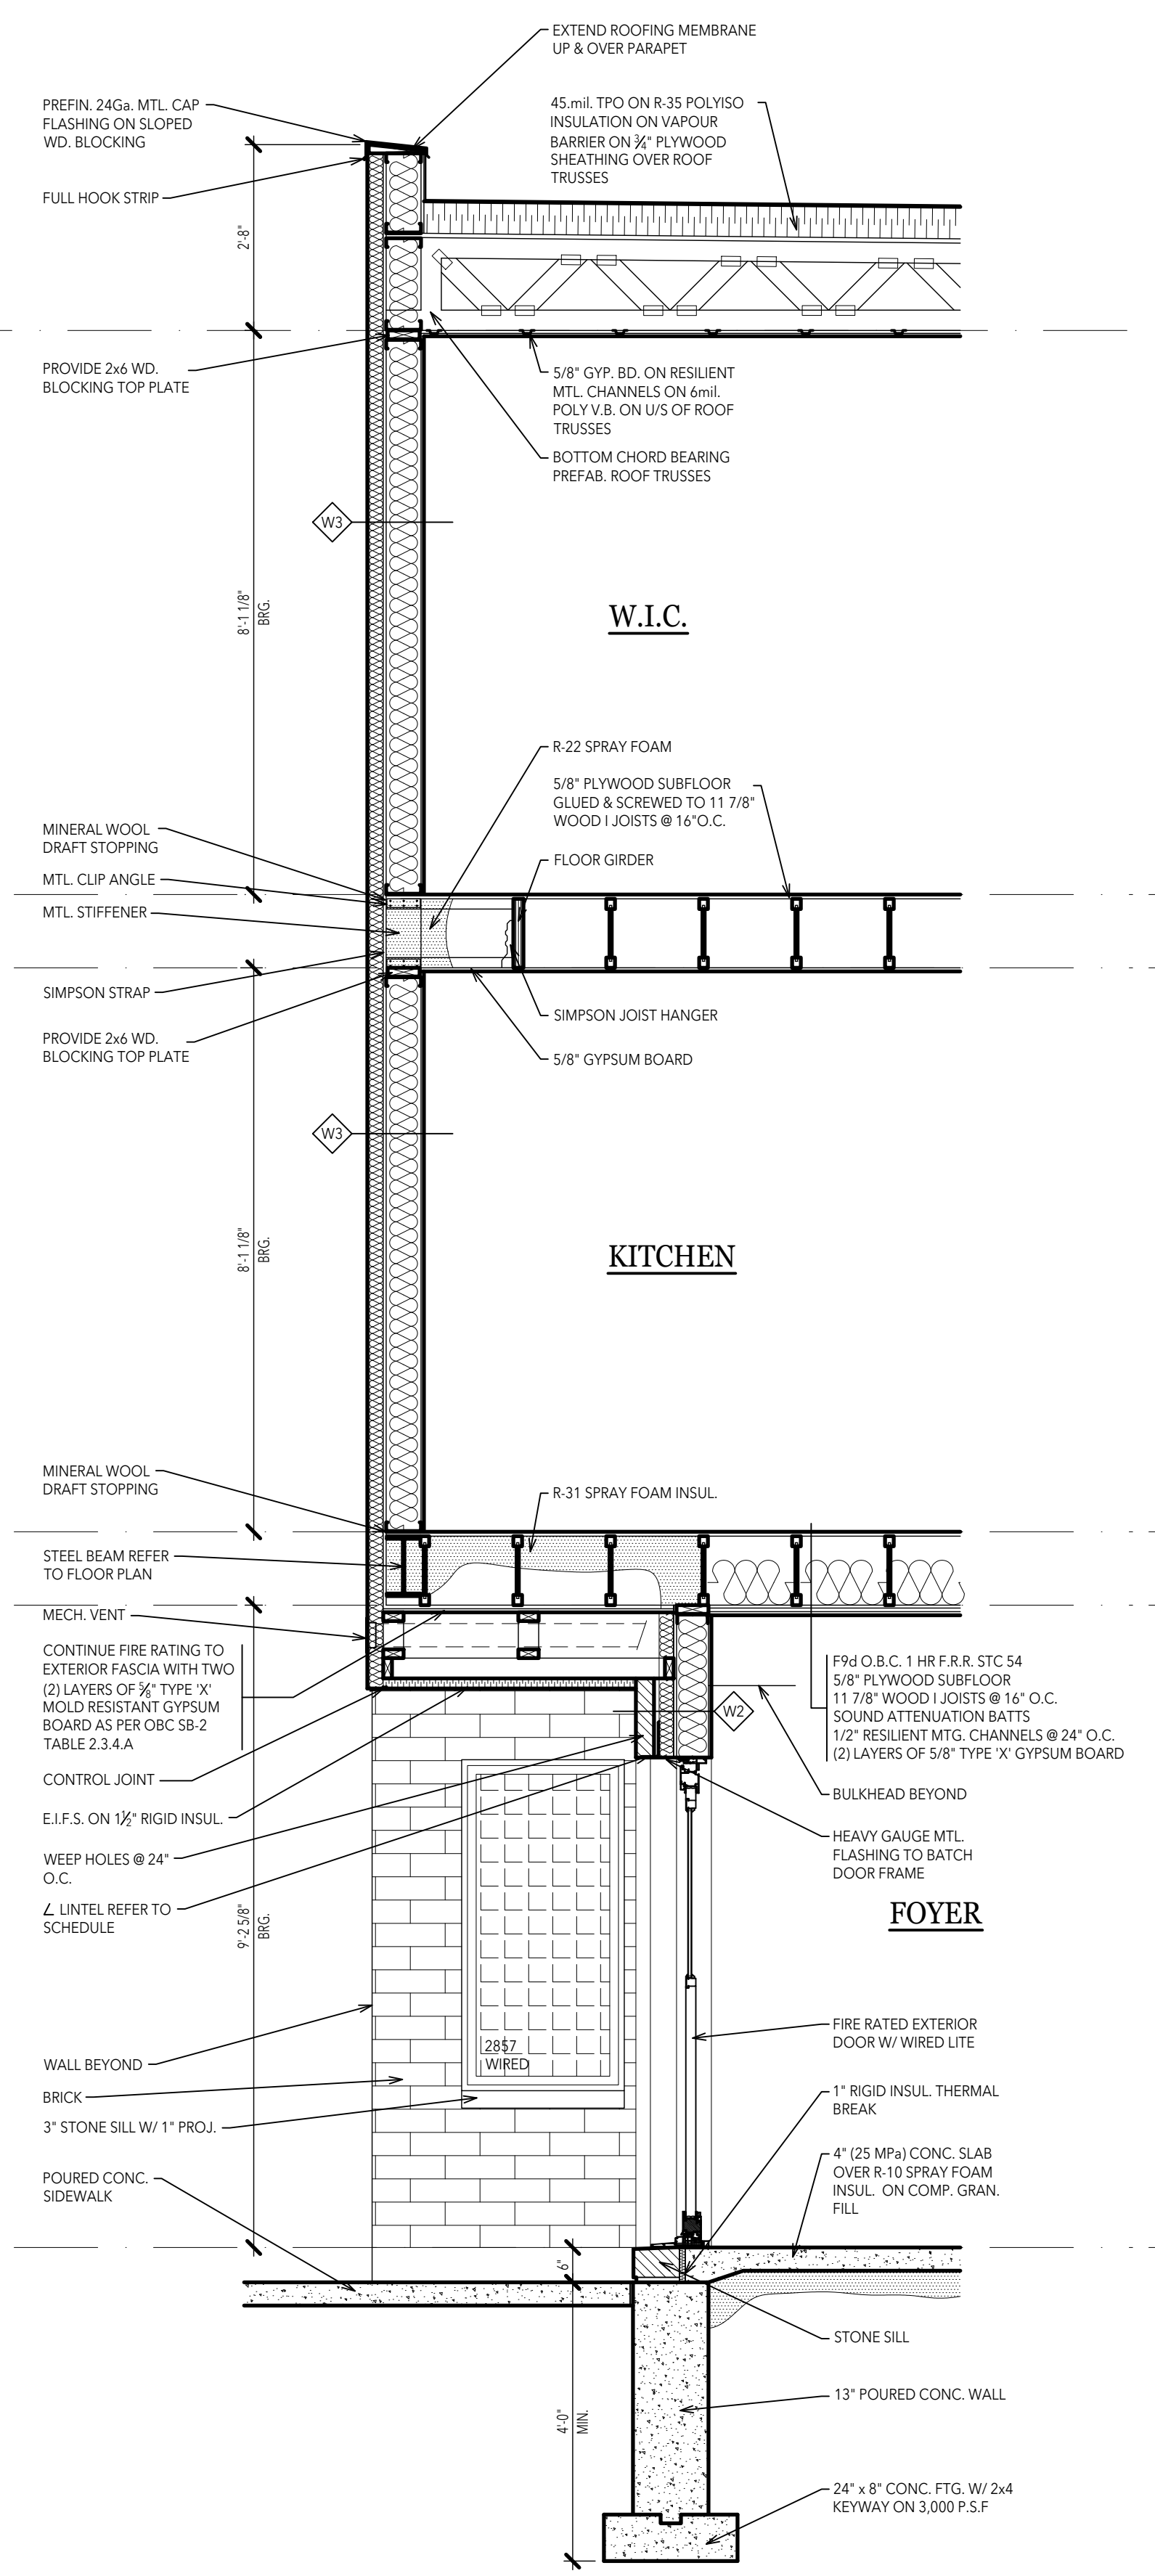 EXTEND ROOFING MEMBRANE
UP & OVER PARAPET
PREFIN. 24Ga. MTL. CAP
FLASHING ON SLOPED
WD. BLOCKING
45.mil. TPO ON R-35 POLYISO
INSULATION ON VAPOUR
BARRIER ON 3/4" PLYWOOD
SHEATHING OVER ROOF
TRUSSES
FULL HOOK STRIP
2'-8"
PROVIDE 2x6 WD.
BLOCKING TOP PLATE
5/8" GYP. BD. ON RESILIENT
MTL. CHANNELS ON 6mil.
POLY V.B. ON U/S OF ROOF
TRUSSES
BOTTOM CHORD BEARING
PREFAB. ROOF TRUSSES
W3
8'-1 1/8"
BRG.
W.I.C.
R-22 SPRAY FOAM
5/8" PLYWOOD SUBFLOOR
GLUED & SCREWED TO 11 7/8"
WOOD I JOISTS @ 16"O.C.
MINERAL WOOL
DRAFT STOPPING
FLOOR GIRDER
MTL. CLIP ANGLE
MTL. STIFFENER
SIMPSON STRAP
SIMPSON JOIST HANGER
PROVIDE 2x6 WD.
BLOCKING TOP PLATE
5/8" GYPSUM BOARD
W3
8'-1 1/8"
BRG.
KITCHEN
MINERAL WOOL
DRAFT STOPPING
R-31 SPRAY FOAM INSUL.
STEEL BEAM REFER
TO FLOOR PLAN
MECH. VENT
CONTINUE FIRE RATING TO
EXTERIOR FASCIA WITH TWO
(2) LAYERS OF 5/8" TYPE 'X'
MOLD RESISTANT GYPSUM
BOARD AS PER OBC SB-2
TABLE 2.3.4.A
F9d O.B.C. 1 HR F.R.R. STC 54
5/8" PLYWOOD SUBFLOOR
11 7/8" WOOD I JOISTS @ 16" O.C.
SOUND ATTENUATION BATTS
1/2" RESILIENT MTG. CHANNELS @ 24" O.C.
(2) LAYERS OF 5/8" TYPE 'X' GYPSUM BOARD
W2
CONTROL JOINT
BULKHEAD BEYOND
E.I.F.S. ON 1 1/2" RIGID INSUL.
WEEP HOLES @ 24"
O.C.
HEAVY GAUGE MTL.
FLASHING TO BATCH
DOOR FRAME
∠ LINTEL REFER TO
SCHEDULE
9'-2 5/8"
BRG.
FOYER
FIRE RATED EXTERIOR
DOOR W/ WIRED LITE
2857
WIRED
WALL BEYOND
BRICK
3" STONE SILL W/ 1" PROJ.
1" RIGID INSUL. THERMAL
BREAK
POURED CONC.
SIDEWALK
4" (25 MPa) CONC. SLAB
OVER R-10 SPRAY FOAM
INSUL. ON COMP. GRAN.
FILL
6"
STONE SILL
13" POURED CONC. WALL
4'-0"
MIN.
24" x 8" CONC. FTG. W/ 2x4
KEYWAY ON 3,000 P.S.F